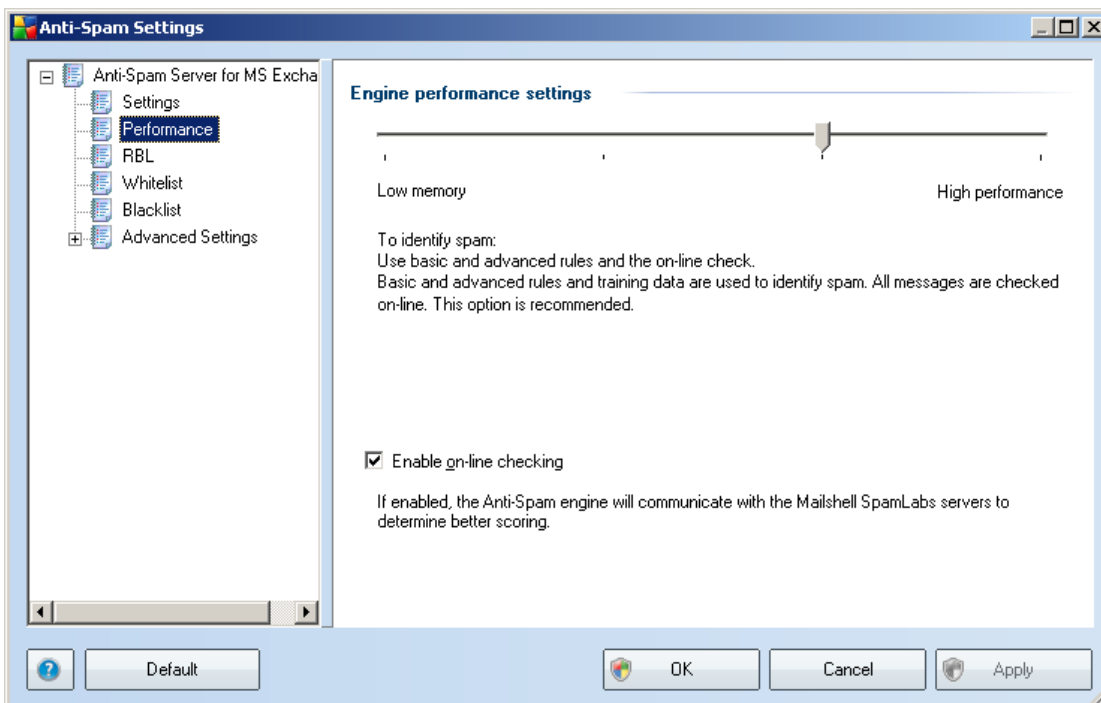 Anti-Spam Settings
Anti-Spam Server for MS Excha
Settings
Performance
RBL
Whitelist
Blacklist
Advanced Settings
Engine performance settings
Low memory
High performance
To identify spam:
Use basic and advanced rules and the on-line check.
Basic and advanced rules and training data are used to identify spam. All messages are checked
on-line. This option is recommended.
Enable on-line checking
If enabled, the Anti-Spam engine will communicate with the Mailshell SpamLabs servers to
determine better scoring.
?
Default
OK
Cancel
Apply